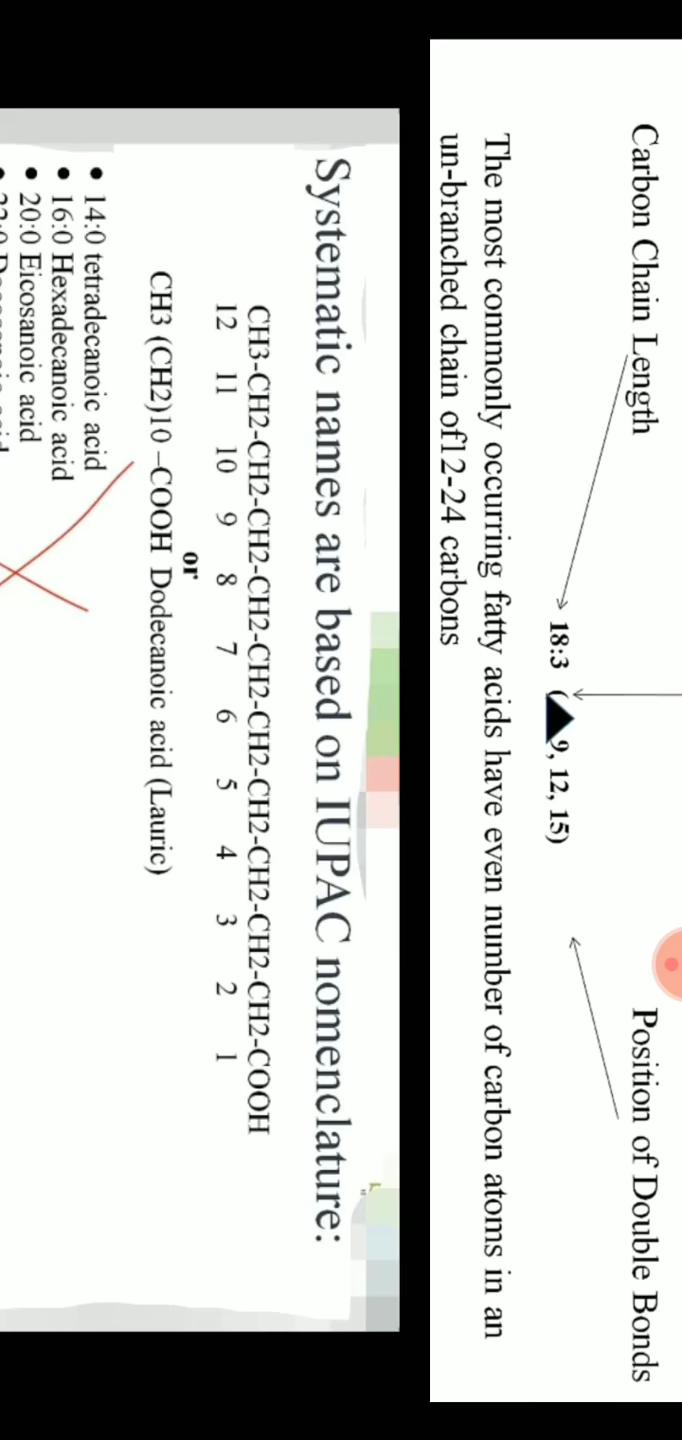 Carbon Chain Length
Position of Double Bonds
18:3 (▲9, 12, 15)
The most commonly occurring fatty acids have even number of carbon atoms in an
un-branched chain of12-24 carbons
Systematic names are based on IUPAC nomenclature:
CH3-CH2-CH2-CH2-CH2-CH2-CH2-CH2-CH2-CH2-CH2-COOH
12 11 10 9 8 7 6 5 4 3 2 1
or
CH3 (CH2)10 –COOH Dodecanoic acid (Lauric)
• 14:0 tetradecanoic acid
• 16:0 Hexadecanoic acid
• 20:0 Eicosanoic acid